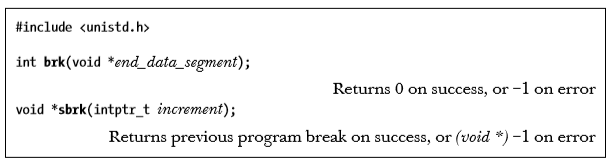 #include <unistd.h>
int brk(void *end_data_segment);
Returns 0 on success, or –1 on error
void *sbrk(intptr_t increment);
Returns previous program break on success, or (void *) –1 on error